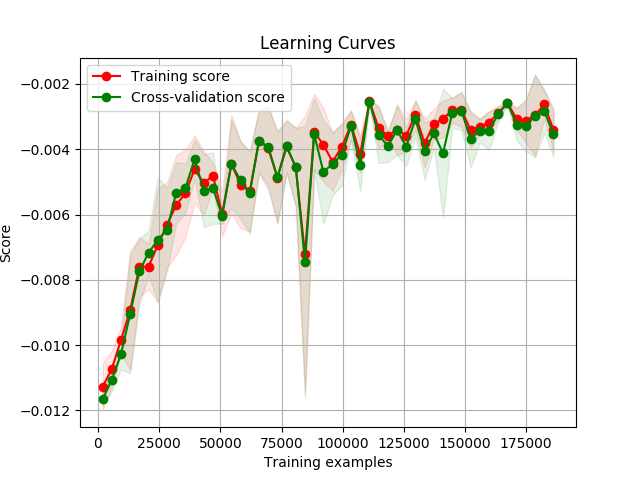 Learning Curves
Training score
Cross-validation score
−0.002
−0.004
−0.006
−0.008
−0.010
−0.012
Score
0 25000 50000 75000 100000 125000 150000 175000
Training examples